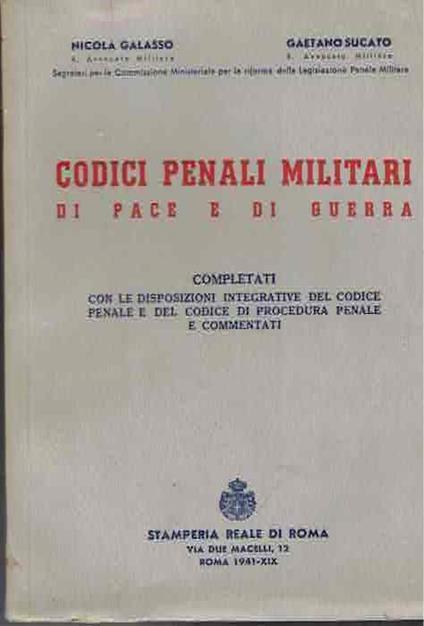 NICOLA GALASSO
R. Avvocato Militare
GAETANO SUCATO
R. Avvocato Militare
Segretari per la Commissione Ministeriale per la riforma della Legislazione Penale Militare
CODICI PENALI MILITARI
DI PACE E DI GUERRA
COMPLETATI
CON LE DISPOSIZIONI INTEGRATIVE DEL CODICE
PENALE E DEL CODICE DI PROCEDURA PENALE
E COMMENTATI
STAMPERIA REALE DI ROMA
VIA DUE MACELLI, 12
ROMA 1941-XIX